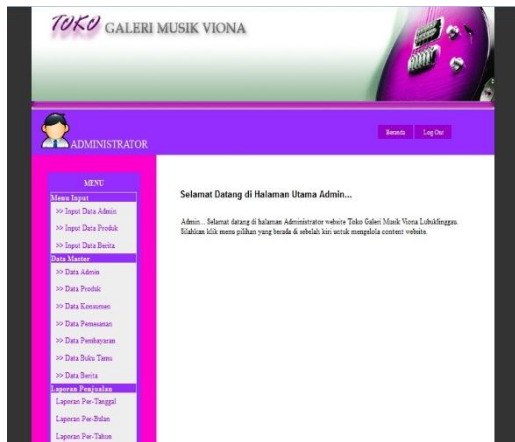 TOKO GALERI MUSIK VIONA
ADMINISTRATOR
Beranda Log Out
MENU
Menu Input
>> Input Data Admin
>> Input Data Produk
>> Input Data Berita
Data Master
>> Data Admin
>> Data Produk
>> Data Konsumen
>> Data Pemesanan
>> Data Pembayaran
>> Data Buku Tamu
>> Data Berita
Laporan Penjualan
Laporan Per-Tanggal
Laporan Per-Bulan
Laporan Per-Tahun
Selamat Datang di Halaman Utama Admin...
Admin... Selamat datang di halaman Administrator website Toko Galeri Musik Viona Lubuklinggau.
Silahkan klik menu pilihan yang berada di sebelah kiri untuk mengelola content website.